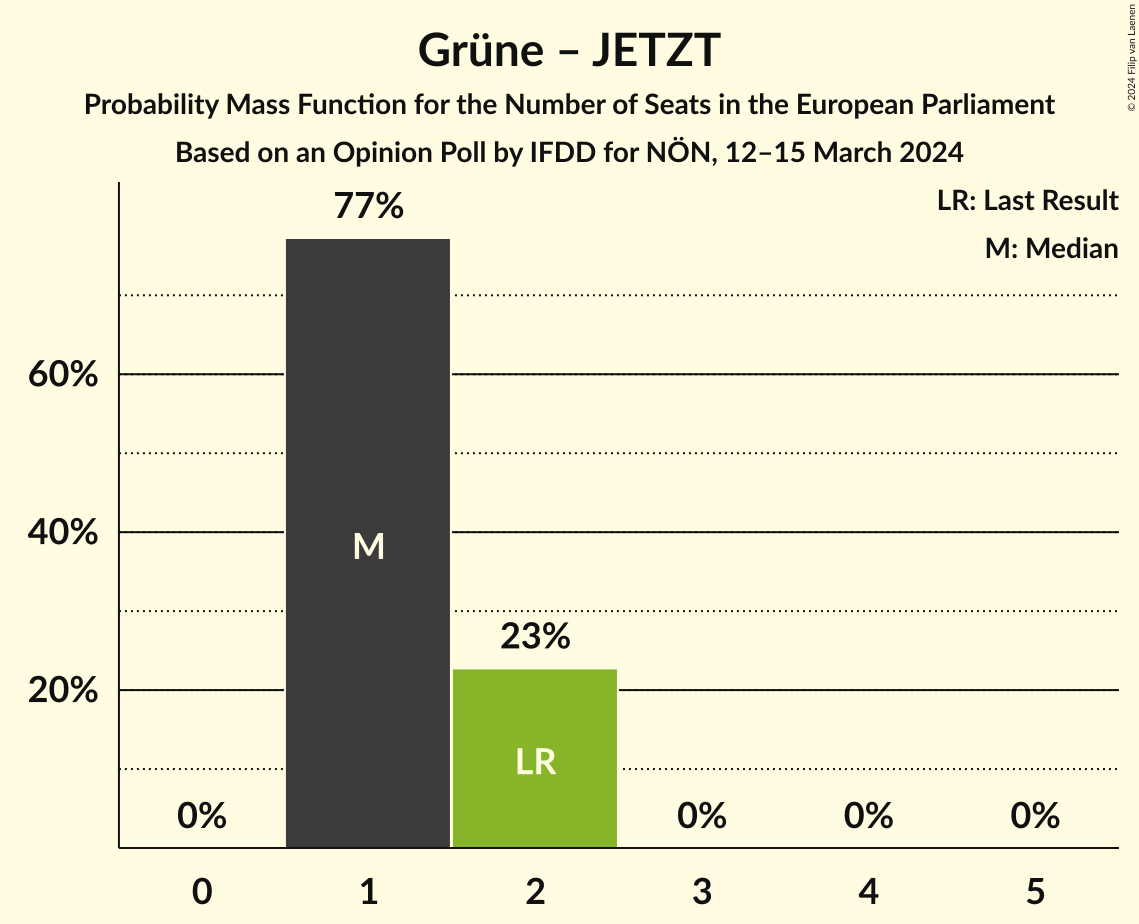 Grüne – JETZT
Probability Mass Function for the Number of Seats in the European Parliament
Based on an Opinion Poll by IFDD for NÖN, 12–15 March 2024
© 2024 Filip van Laenen
LR: Last Result
M: Median
77%
60%
M
40%
23%
20%
LR
0%
0%
0%
0%
0
1
2
3
4
5